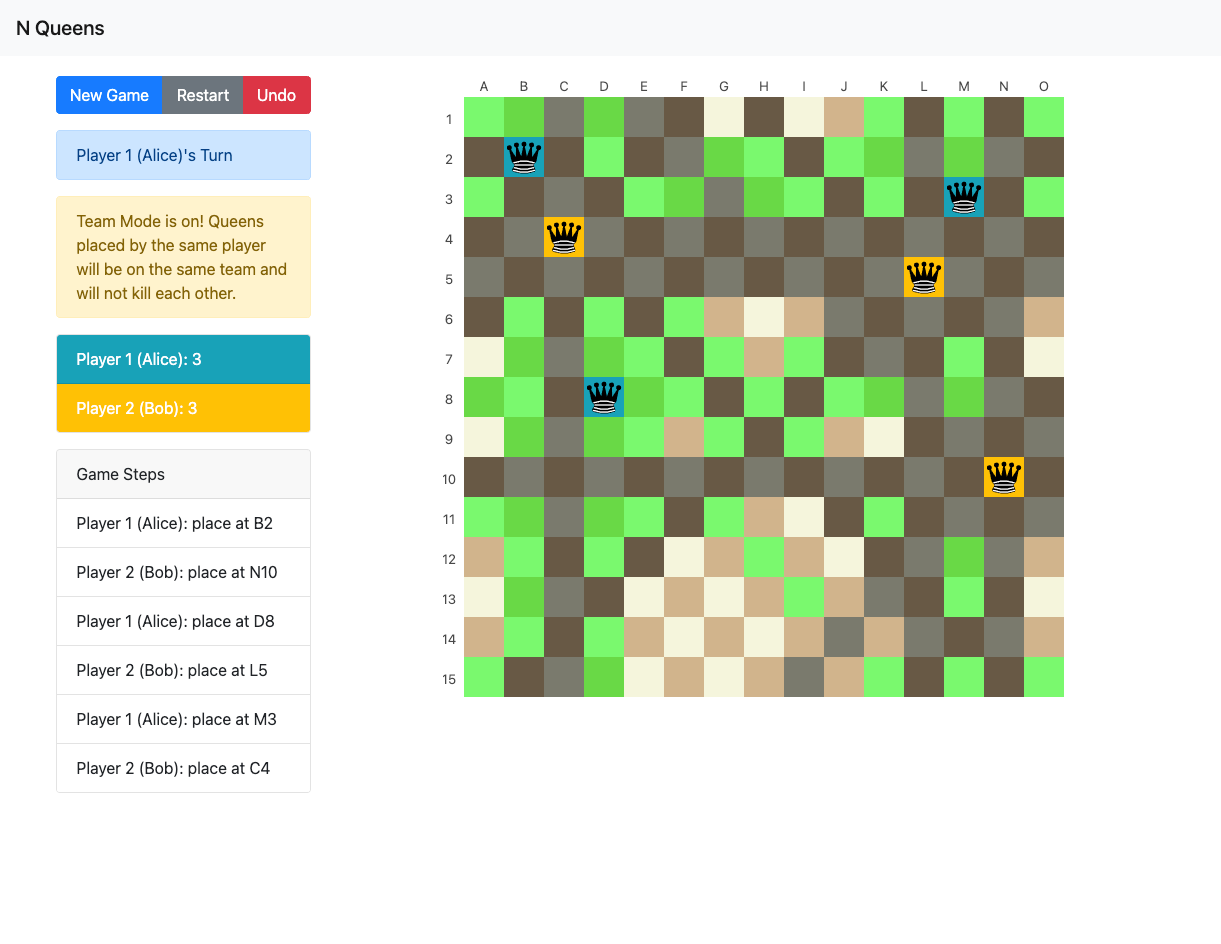 N Queens
New Game Restart Undo
Player 1 (Alice)'s Turn
Team Mode is on! Queens
placed by the same player
will be on the same team and
will not kill each other.
Player 1 (Alice): 3
Player 2 (Bob): 3
Game Steps
Player 1 (Alice): place at B2
Player 2 (Bob): place at N10
Player 1 (Alice): place at D8
Player 2 (Bob): place at L5
Player 1 (Alice): place at M3
Player 2 (Bob): place at C4
A B C D E F G H I J K L M N O
1
2
3
4
5
6
7
8
9
10
11
12
13
14
15